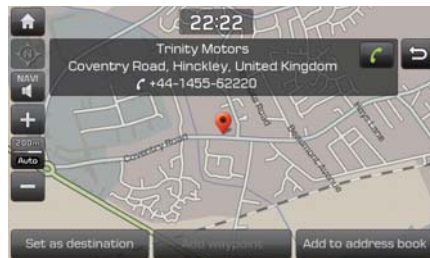 22:22
Trinity Motors
Coventry Road, Hinckley, United Kingdom
+44-1455-62220
NAVI
200m
Auto
Coventry Road
Road
Set as destination
Add waypoint
Add to address book